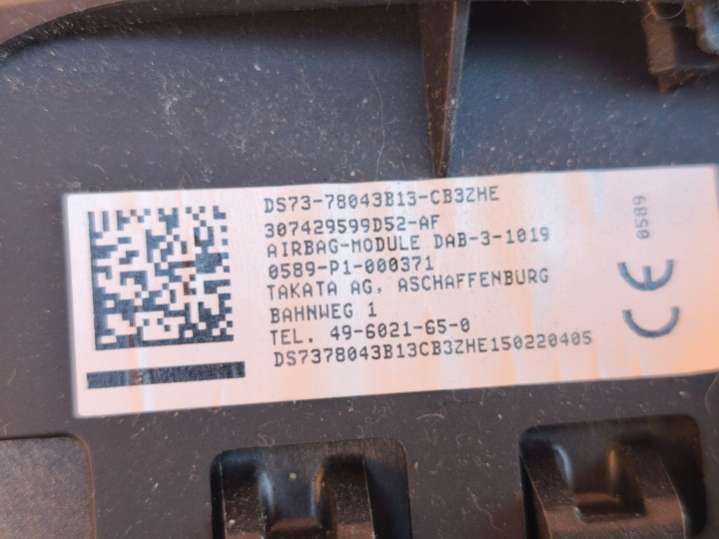 DS73-78043B13-CB3ZHE
307429599D52-AF
AIRBAG-MODULE DAB-3-1019
0589-P1-000371
TAKATA AG, ASCHAFFENBURG
BAHNWEG 1
TEL. 49-6021-65-0
DS7378043B13CB3ZHE150220405
CE 0589